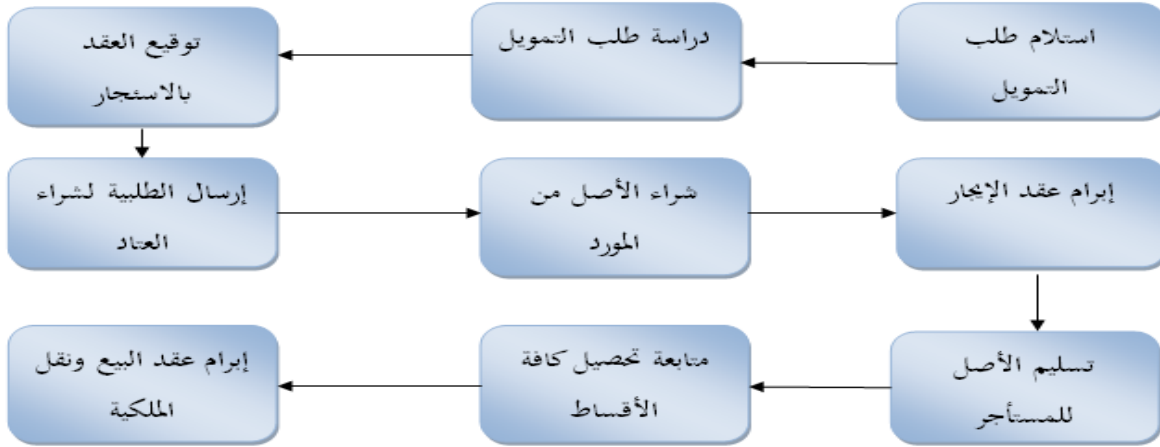 استلام طلب
التمويل
دراسة طلب التمويل
توقيع العقد
بالاستجار
إرسال الطلبية لشراء
العتاد
شراء الأصل من
المورد
إبرام عقد الإيجار
تسليم الأصل
للمستأجر
متابعة تحصيل كافة
الأقساط
إبرام عقد البيع ونقل
الملكية